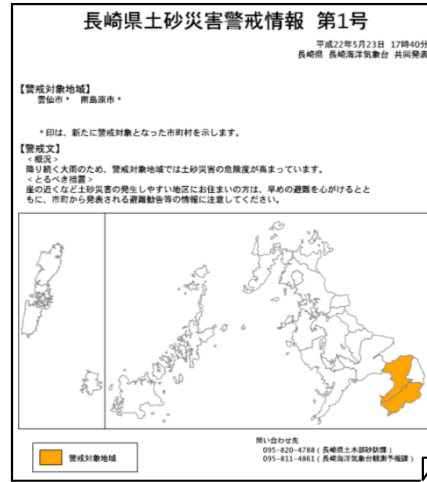 長崎県土砂災害警戒情報 第1号
平成22年5月23日 17時40分
長崎県 長崎海洋気象台 共同発表
【警戒対象地域】
雲仙市* 南島原市*
*印は、新たに警戒対象となった市町村を示します。
【警戒文】
<概況>
降り続く大雨のため、警戒対象地域では土砂災害の危険度が高まっています。
<とるべき措置>
崖の近くなど土砂災害の発生しやすい地区にお住まいの方は、早めの避難を心がけるとと
もに、市町から発表される避難勧告等の情報に注意してください。
警戒対象地域
問い合わせ先
095-820-4788(長崎県土木部砂防課)
095-811-4861(長崎海洋気象台観測予報課)